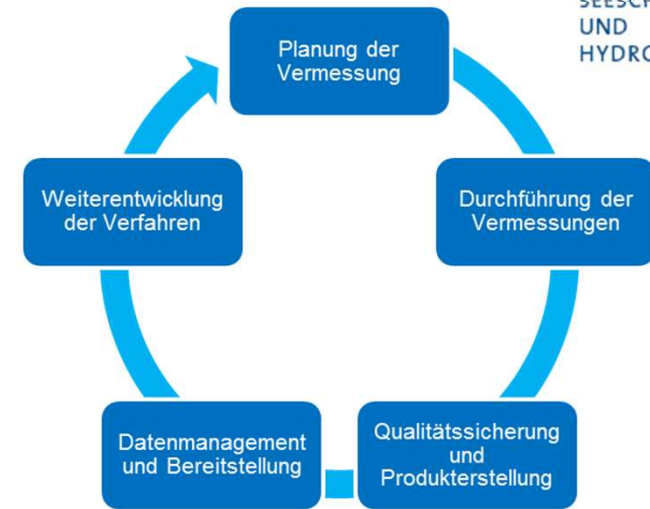 UND
Planung der
Vermessung
Durchführung der
Vermessungen
Qualitätssicherung
und
Produkterstellung
Datenmanagement
und Bereitstellung
Weiterentwicklung
der Verfahren